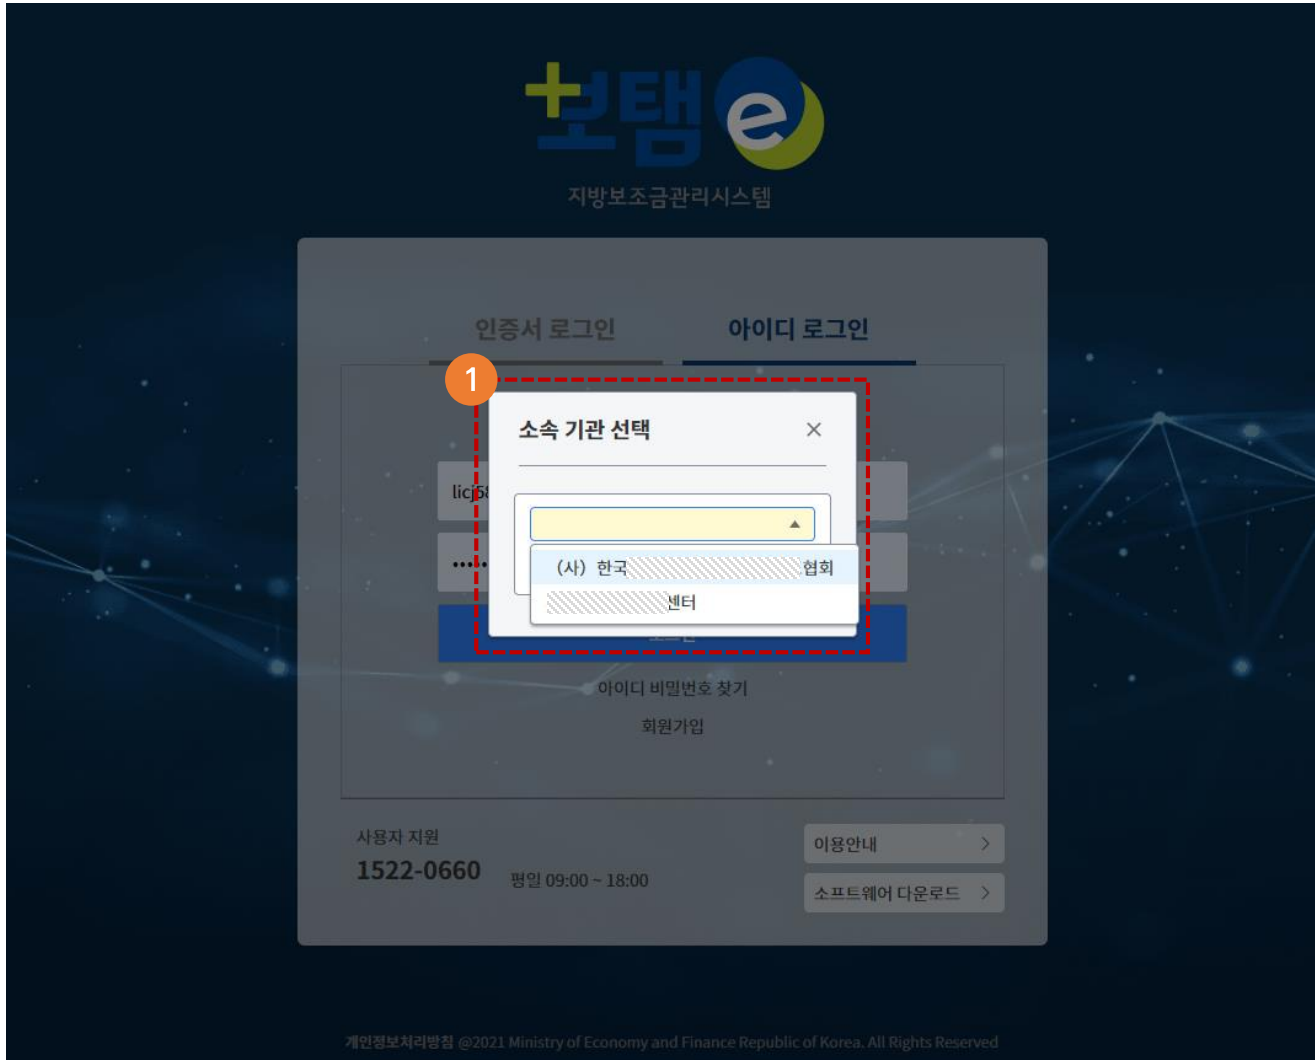 보탬e
지방보조금관리시스템
인증서 로그인 아이디 로그인
1
소속 기관 선택 ×
licj58
(사) 한국 협회
센터
아이디 비밀번호 찾기
회원가입
사용자 지원
1522-0660 평일 09:00 ~ 18:00
이용안내
소프트웨어 다운로드
개인정보처리방침 @2021 Ministry of Economy and Finance Republic of Korea. All Rights Reserved